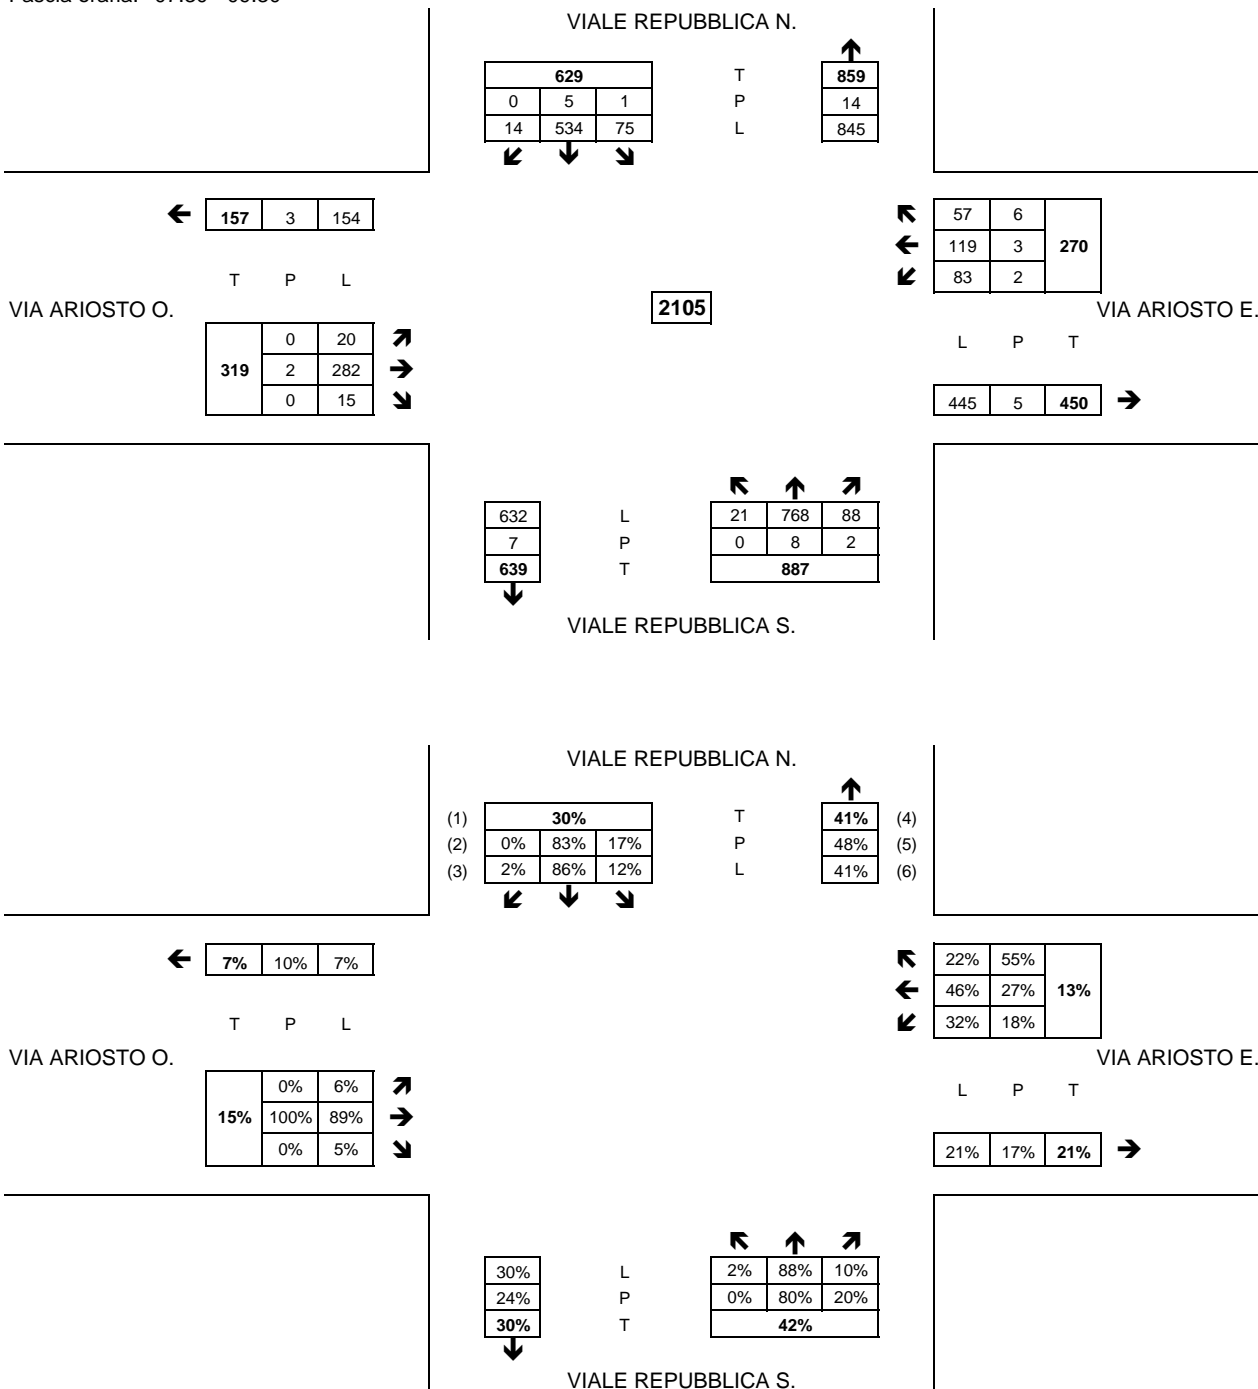 VIALE REPUBBLICA N.
629 T 859
0 5 1 P 14
14 534 75 L 845
157 3 154
57 6
119 3 270
83 2
T P L
VIA ARIOSTO O.
2105
VIA ARIOSTO E.
0 20
319 2 282
0 15
L P T
445 5 450
632 L 21 768 88
7 P 0 8 2
639 T 887
VIALE REPUBBLICA S.
VIALE REPUBBLICA N.
(1) 30% T 41% (4)
(2) 0% 83% 17% P 48% (5)
(3) 2% 86% 12% L 41% (6)
7% 10% 7%
22% 55%
46% 27% 13%
32% 18%
T P L
VIA ARIOSTO O.
VIA ARIOSTO E.
0% 6%
15% 100% 89%
0% 5%
L P T
21% 17% 21%
30% L 2% 88% 10%
24% P 0% 80% 20%
30% T 42%
VIALE REPUBBLICA S.